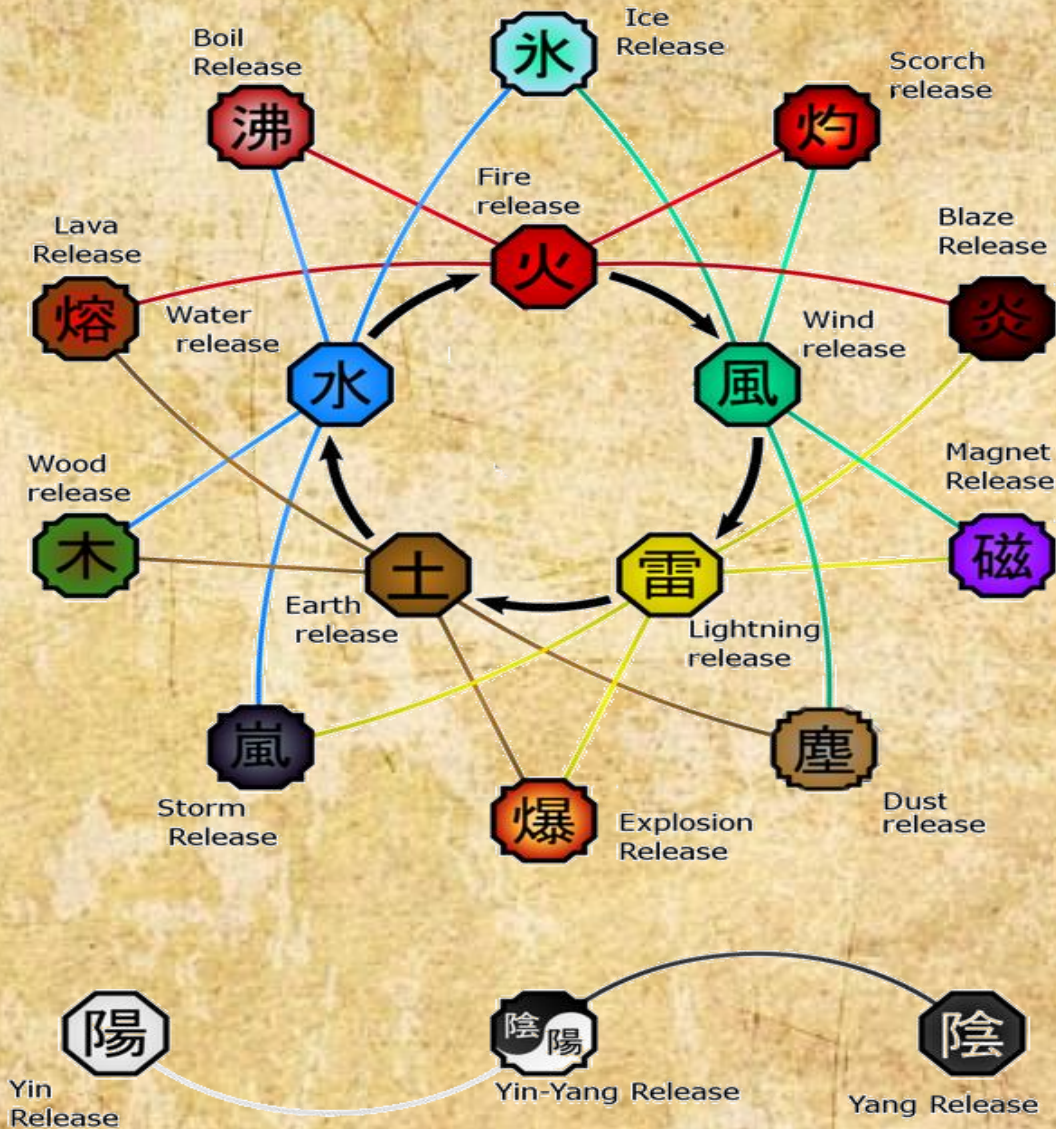 Ice
Release
氷
Boil
Release
沸
Scorch
release
灼
Fire
release
火
Lava
Release
熔
Blaze
Release
炎
Water
release
水
Wind
release
風
Wood
release
木
Magnet
Release
磁
土
Earth
release
雷
Lightning
release
嵐
Storm
Release
爆
Explosion
Release
塵
Dust
release
陽
Yin
Release
陰
陽
Yin-Yang Release
陰
Yang Release